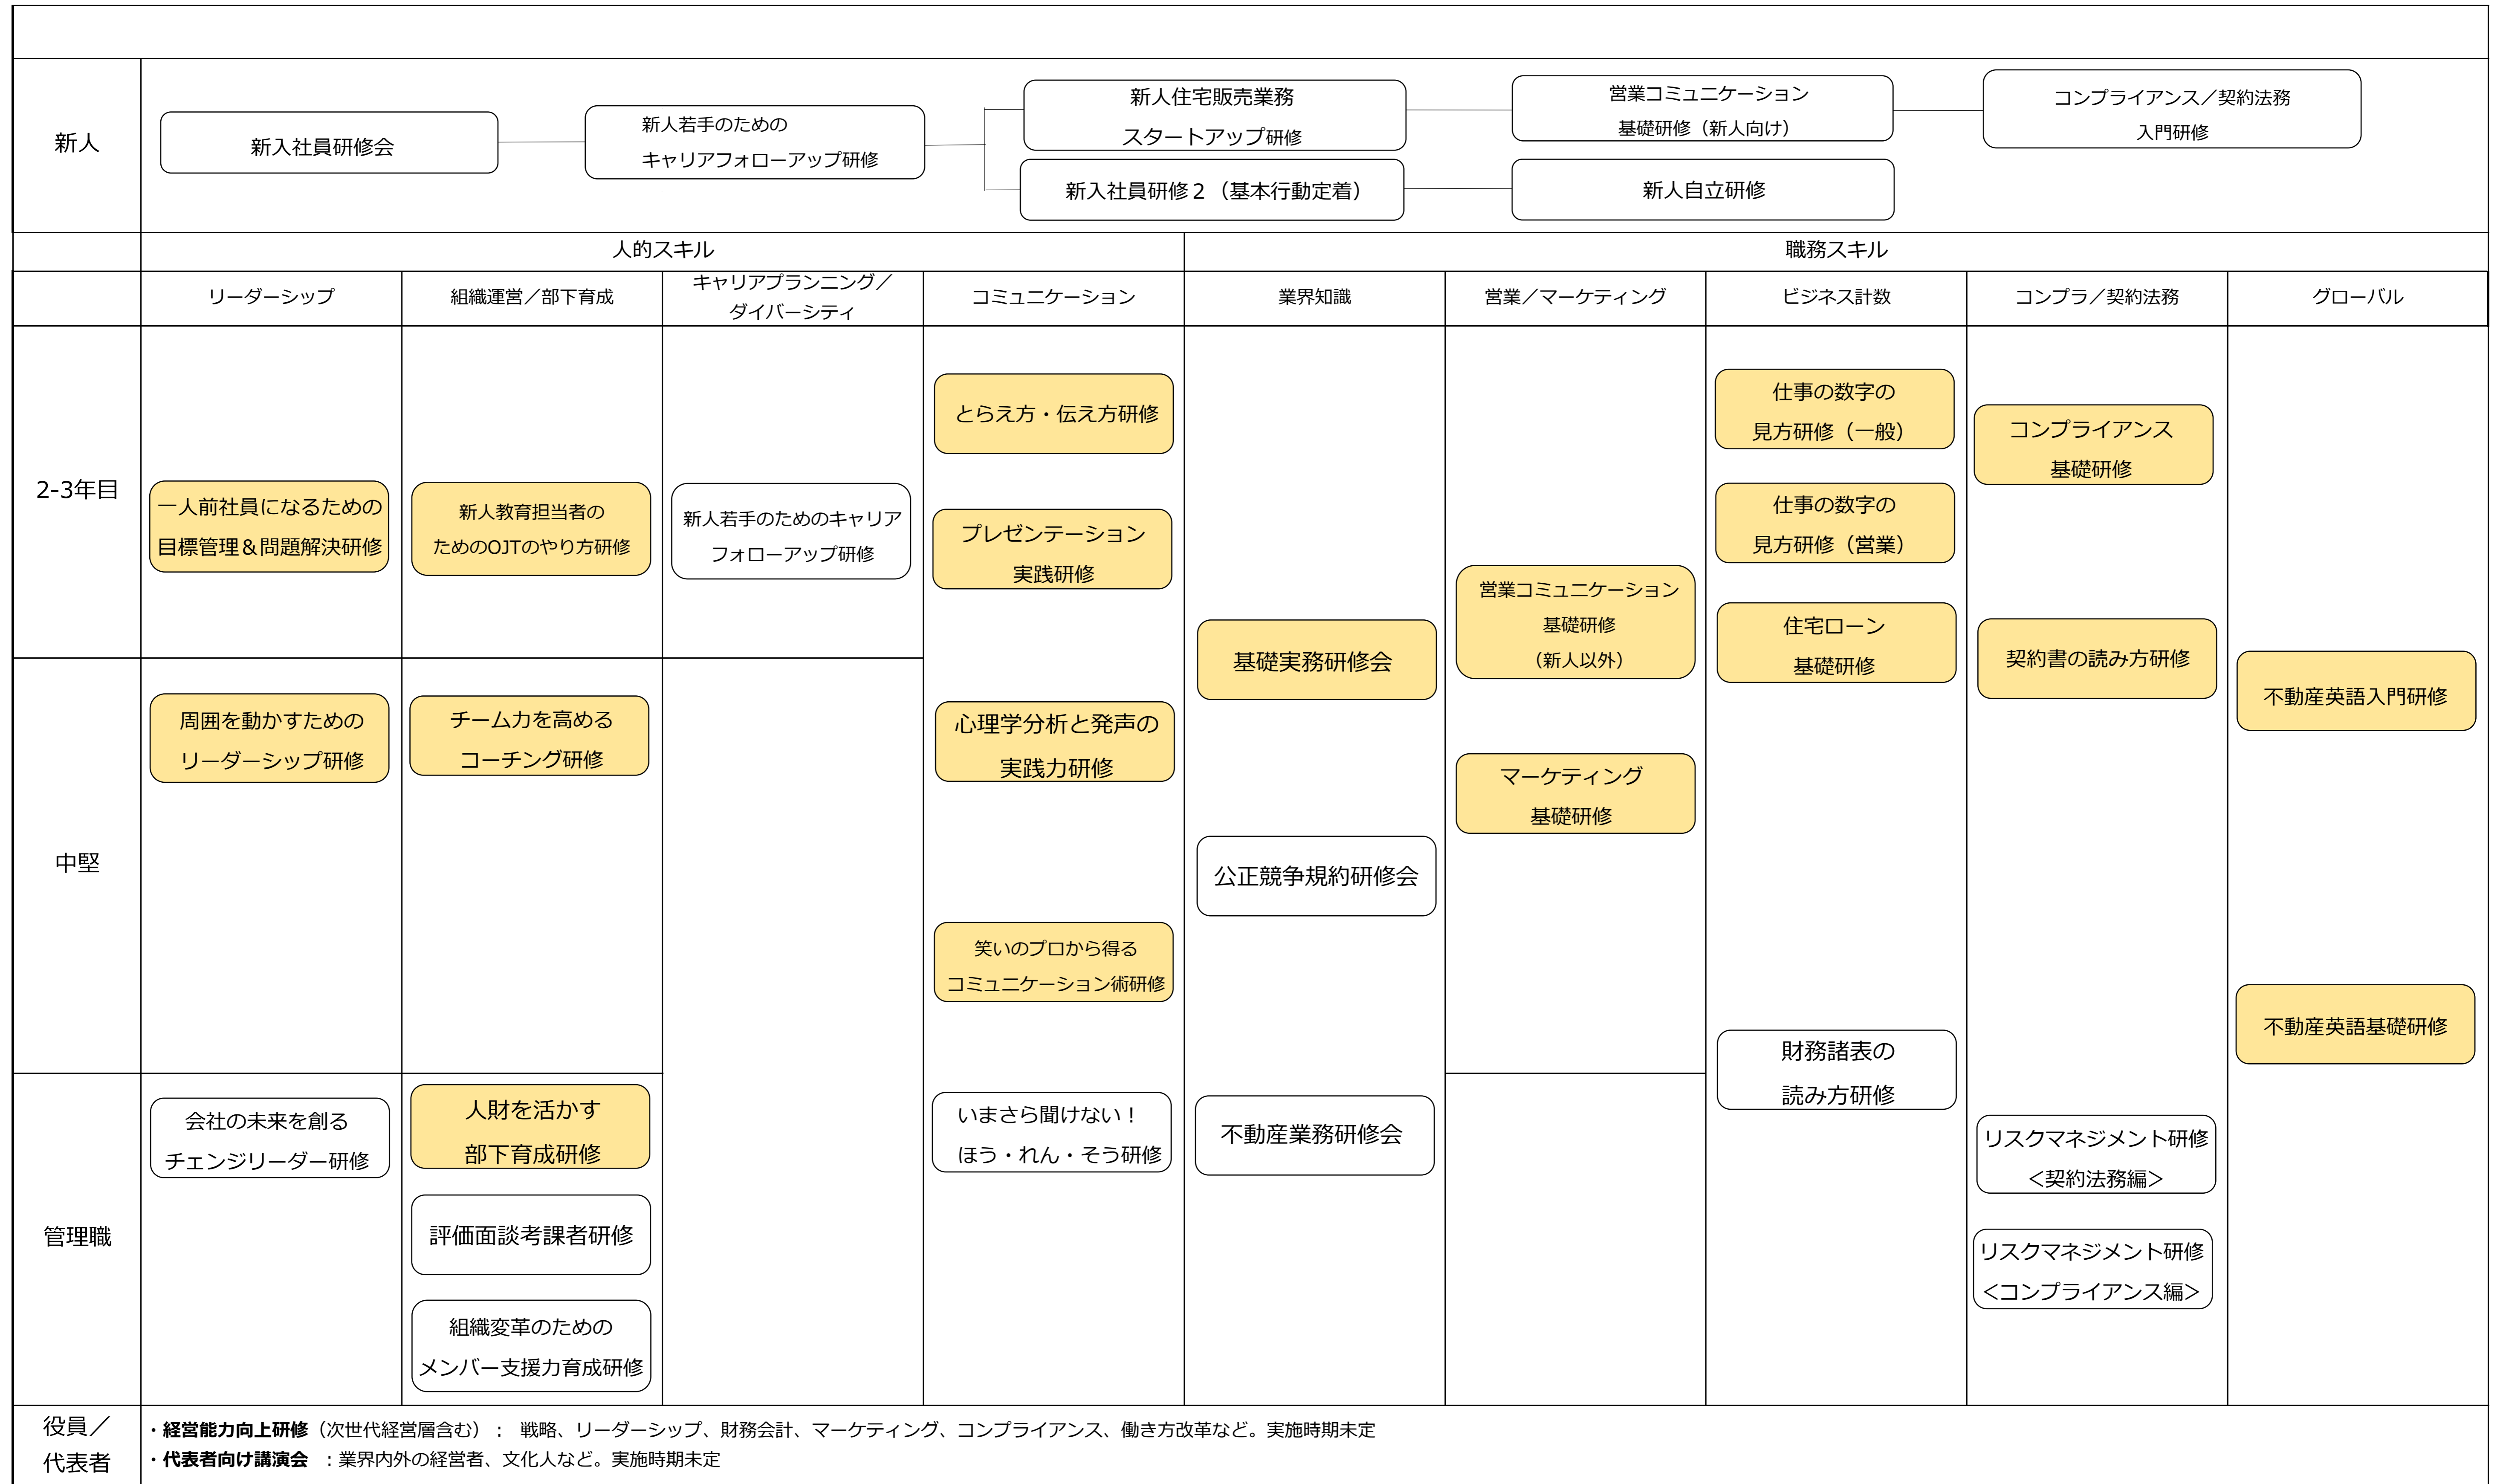 新人
新入社員研修会
新人若手のための
キャリアフォローアップ研修
新人住宅販売業務
スタートアップ研修
営業コミュニケーション
基礎研修（新人向け）
コンプライアンス／契約法務
入門研修
新入社員研修２（基本行動定着）
新人自立研修
人的スキル
職務スキル
リーダーシップ
組織運営／部下育成
キャリアプランニング／
ダイバーシティ
コミュニケーション
業界知識
営業／マーケティング
ビジネス計数
コンプラ／契約法務
グローバル
2-3年目
一人前社員になるための
目標管理＆問題解決研修
新人教育担当者の
ためのOJTのやり方研修
新人若手のためのキャリア
フォローアップ研修
とらえ方・伝え方研修
プレゼンテーション
実践研修
基礎実務研修会
営業コミュニケーション
基礎研修
（新人以外）
仕事の数字の
見方研修（一般）
仕事の数字の
見方研修（営業）
住宅ローン
基礎研修
コンプライアンス
基礎研修
契約書の読み方研修
不動産英語入門研修
中堅
周囲を動かすための
リーダーシップ研修
チーム力を高める
コーチング研修
心理学分析と発声の
実践力研修
笑いのプロから得る
コミュニケーション術研修
公正競争規約研修会
マーケティング
基礎研修
財務諸表の
読み方研修
不動産英語基礎研修
管理職
会社の未来を創る
チェンジリーダー研修
人財を活かす
部下育成研修
評価面談考課者研修
組織変革のための
メンバー支援力育成研修
いまさら聞けない！
ほう・れん・そう研修
不動産業務研修会
リスクマネジメント研修
＜契約法務編＞
リスクマネジメント研修
＜コンプライアンス編＞
役員／
代表者
・経営能力向上研修（次世代経営層含む）：　戦略、リーダーシップ、財務会計、マーケティング、コンプライアンス、働き方改革など。実施時期未定
・代表者向け講演会　：業界内外の経営者、文化人など。実施時期未定